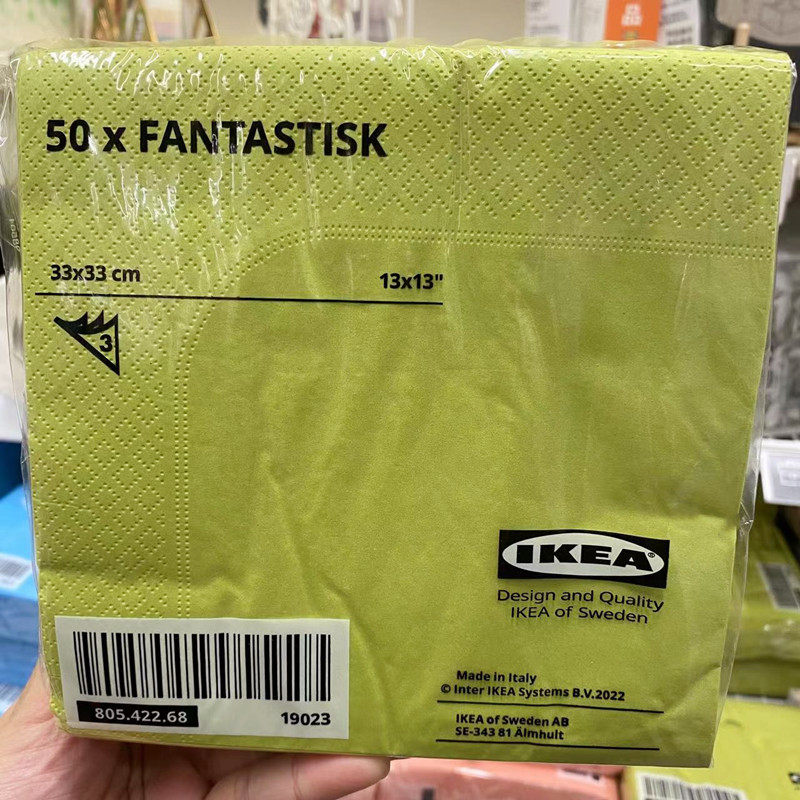 50 x FANTASTISK
33x33 cm
13x13"
3
IKEA®
Design and Quality
IKEA of Sweden
805.422.68
19023
Made in Italy
© Inter IKEA Systems B.V.2022
IKEA of Sweden AB
SE-343 81 Älmhult